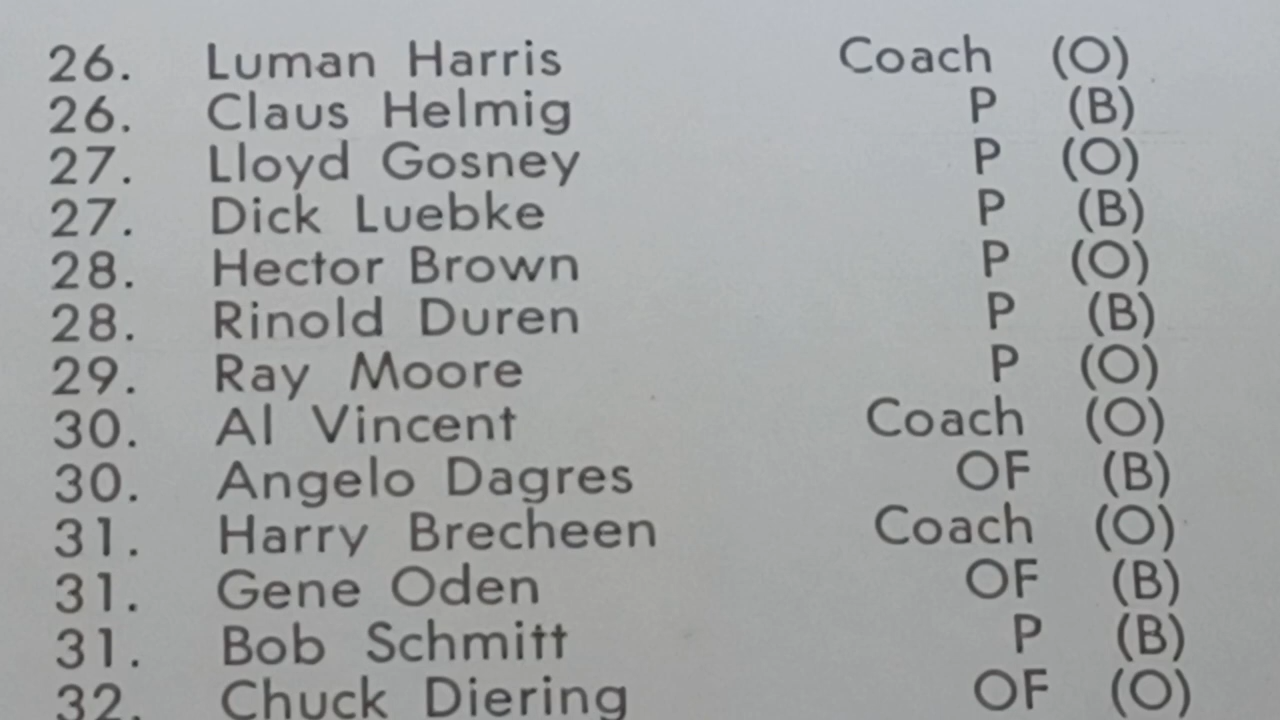 26. Luman Harris Coach (O)
26. Claus Helmig P (B)
27. Lloyd Gosney P (O)
27. Dick Luebke P (B)
28. Hector Brown P (O)
28. Rinold Duren P (B)
29. Ray Moore P (O)
30. Al Vincent Coach (O)
30. Angelo Dagres OF (B)
31. Harry Brecheen Coach (O)
31. Gene Oden OF (B)
31. Bob Schmitt P (B)
32. Chuck Diering OF (O)